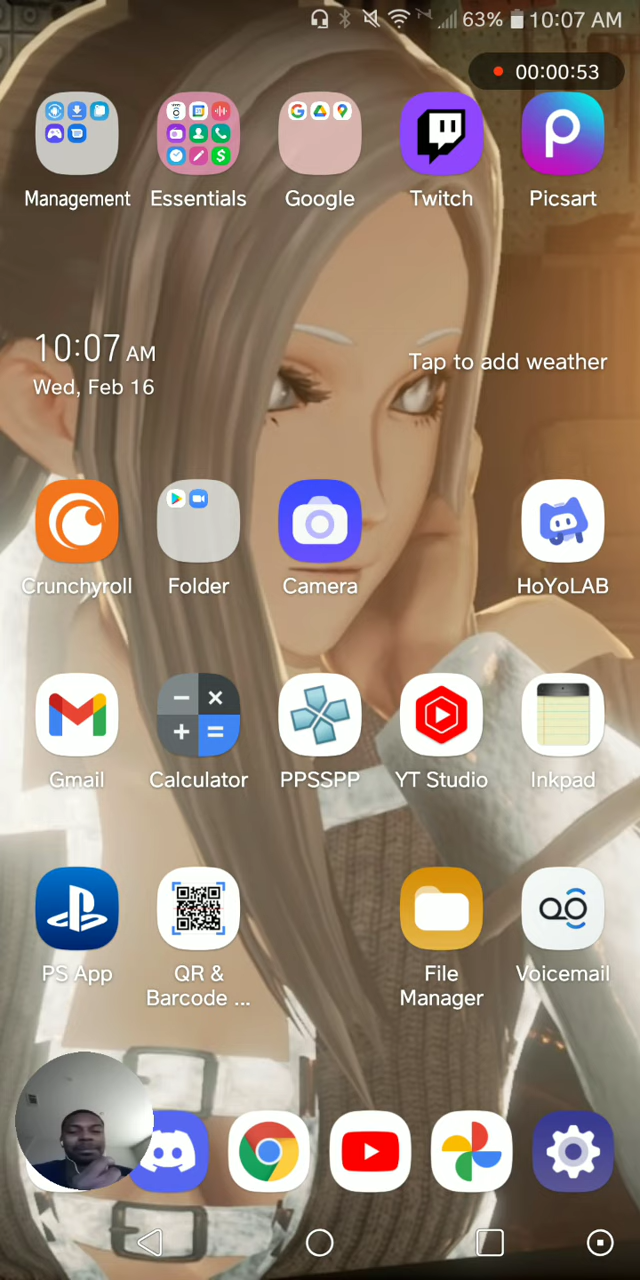 63% 10:07 AM
00:00:53
Management Essentials Google Twitch Picsart
10:07 AM
Wed, Feb 16
Tap to add weather
Crunchyroll Folder Camera HoYoLAB
Gmail Calculator PPSSPP YT Studio Inkpad
PS App QR & File Voicemail
Barcode ... Manager